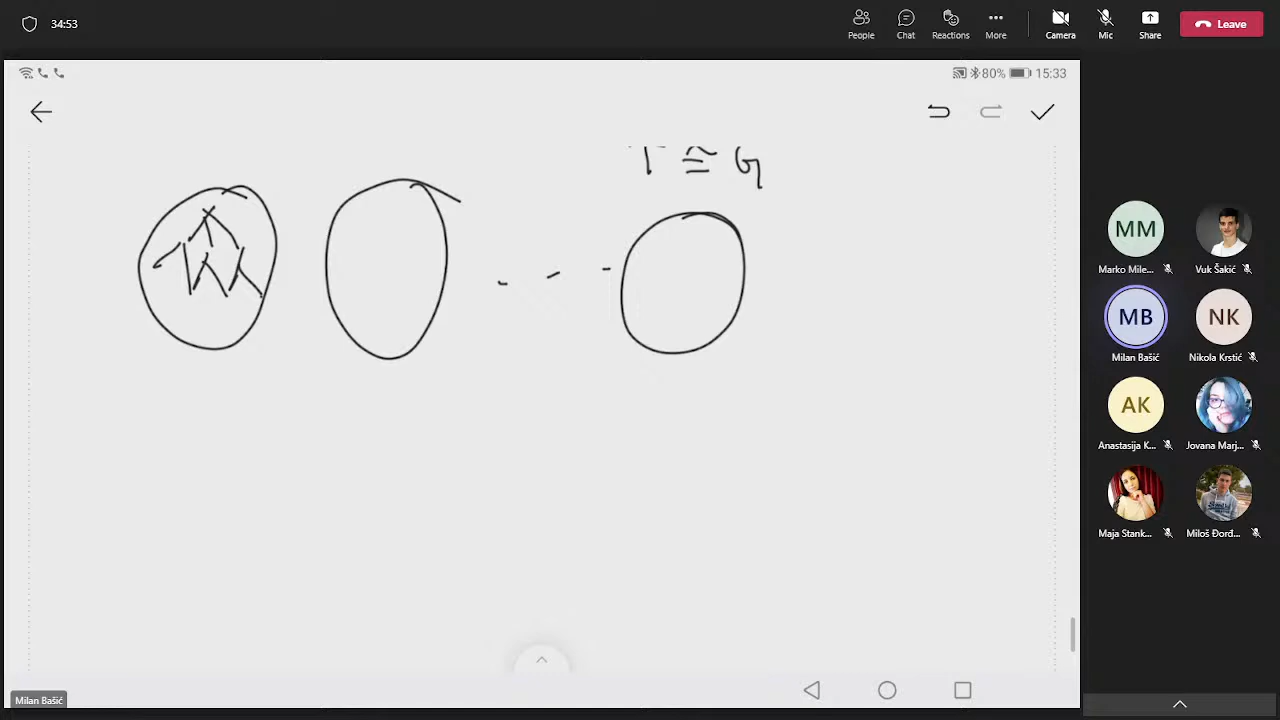 34:53
People Chat Reactions More Camera Mic Share Leave
80% 15:33
T ≅ G
MM
Marko Mile... Vuk Šakić
MB NK
Milan Bašić Nikola Krstić
AK
Anastasija K... Jovana Marj...
Maja Stank... Miloš Đorđ...
Milan Bašić